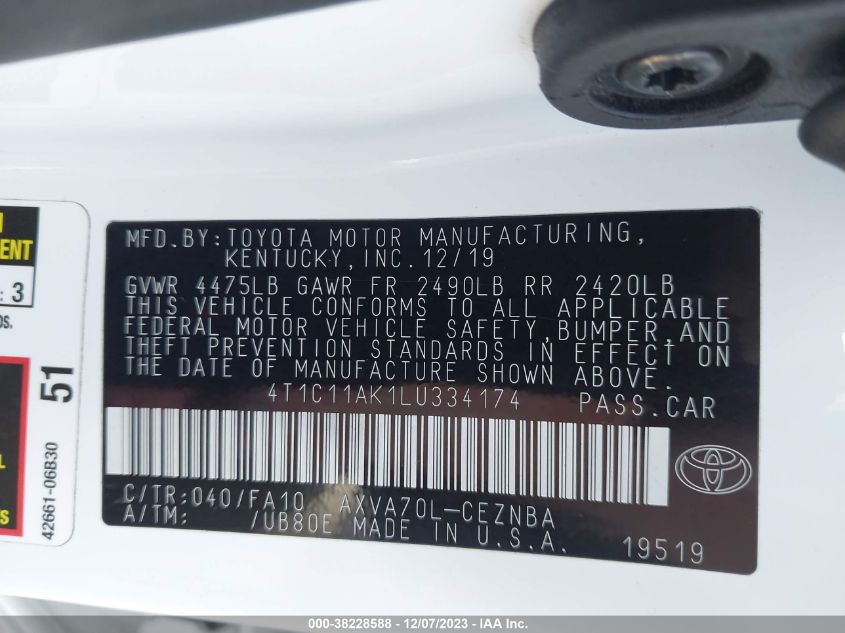 MFD.BY:TOYOTA MOTOR MANUFACTURING,
KENTUCKY, INC. 12/19
GVWR 4475LB GAWR FR 2490LB RR 2420LB
THIS VEHICLE CONFORMS TO ALL APPLICABLE
FEDERAL MOTOR VEHICLE SAFETY, BUMPER, AND
THEFT PREVENTION STANDARDS IN EFFECT ON
THE DATE OF MANUFACTURE SHOWN ABOVE.
4T1C11AK1LU334174 PASS.CAR
C/TR:040/FA10 AXVA70L-CEZNBA
A/TM: /UB80E MADE IN U.S.A.
19519
3
51
42661-06B30
000-38228588 - 12/07/2023 - IAA